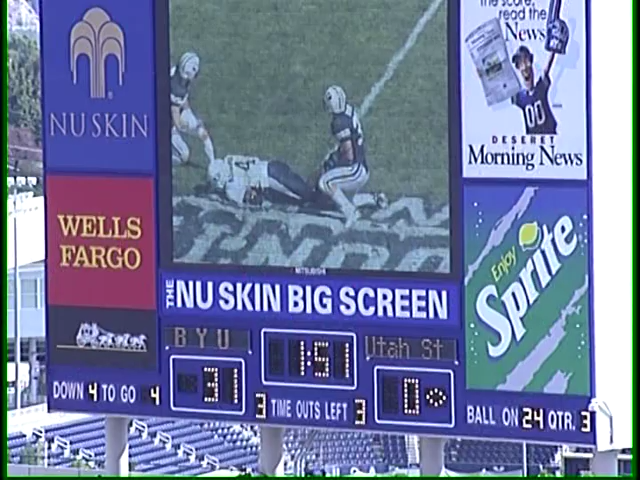 NU SKIN
WELLS
FARGO
the score,
read the
News
00
DESERET
Morning News
Enjoy
Sprite
4
MITSUBISHI
THE NU SKIN BIG SCREEN
BYU
1:51
Utah St
31
0
DOWN 4 TO GO 4
3 TIME OUTS LEFT 3
BALL ON 24 QTR. 3